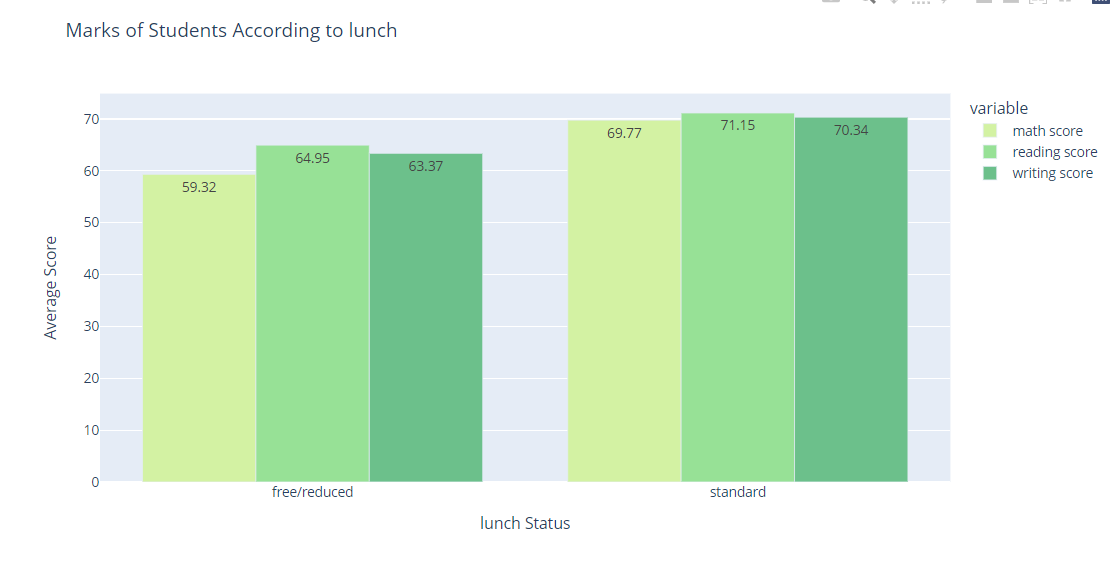 Marks of Students According to lunch
variable
math score
reading score
writing score
Average Score
70
60
50
40
30
20
10
0
59.32
64.95
63.37
69.77
71.15
70.34
free/reduced
standard
lunch Status